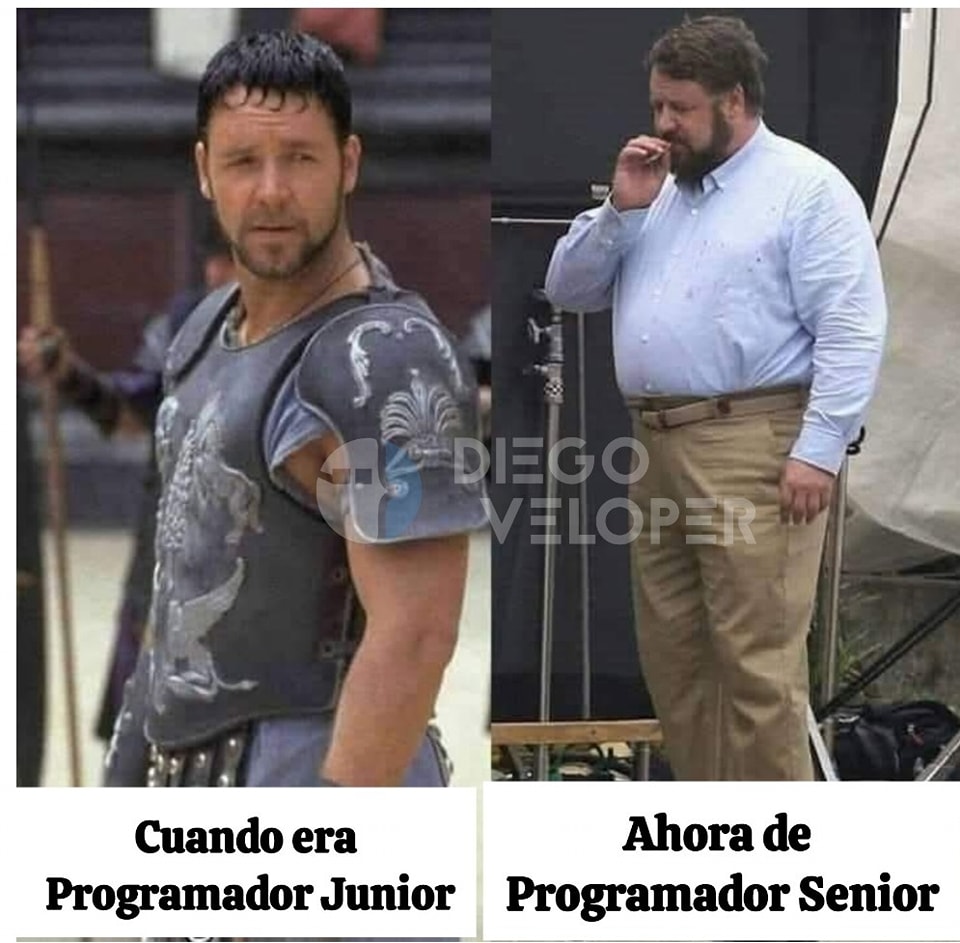 DIEGO
VELOPER
Cuando era
Programador Junior
Ahora de
Programador Senior